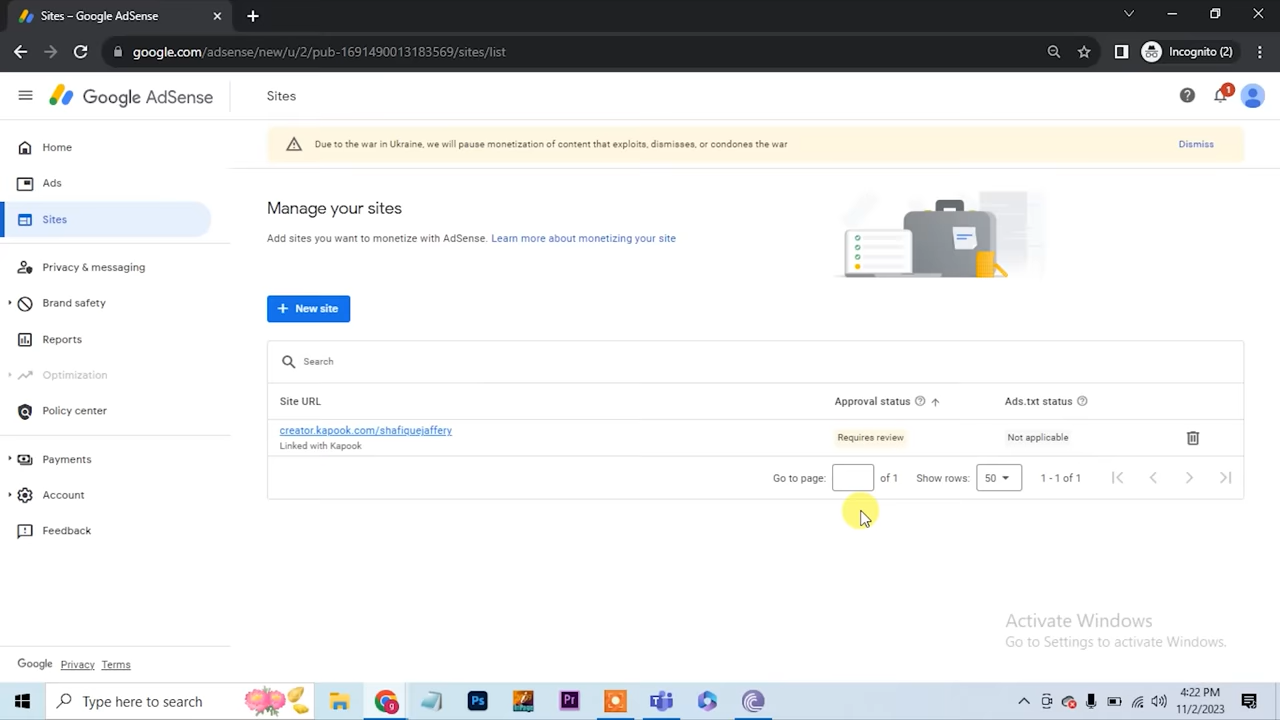 Sites – Google AdSense
google.com/adsense/new/u/2/pub-1691490013183569/sites/list
Incognito (2)
Google AdSense
Sites
1
Due to the war in Ukraine, we will pause monetization of content that exploits, dismisses, or condones the war
Dismiss
Home
Ads
Sites
Privacy & messaging
Brand safety
Reports
Optimization
Policy center
Payments
Account
Feedback
Google Privacy Terms
Manage your sites
Add sites you want to monetize with AdSense. Learn more about monetizing your site
+ New site
Search
Site URL
Approval status
Ads.txt status
creator.kapook.com/shafiquejaffery
Linked with Kapook
Requires review
Not applicable
Go to page: of 1 Show rows: 50 1 - 1 of 1
Activate Windows
Go to Settings to activate Windows.
Type here to search
Ps
Pr
4:22 PM
11/2/2023